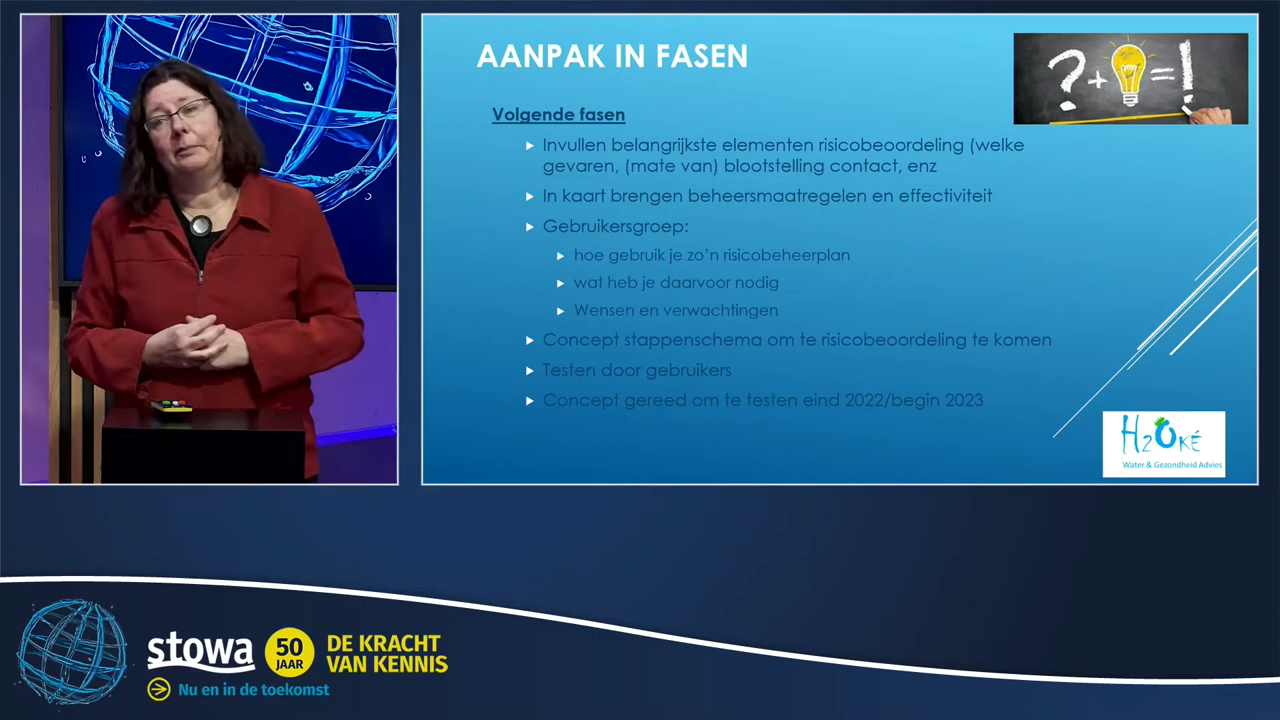 AANPAK IN FASEN
? + = !
Volgende fasen
Invullen belangrijkste elementen risicobeoordeling (welke
gevaren, (mate van) blootstelling contact, enz
In kaart brengen beheersmaatregelen en effectiviteit
Gebruikersgroep:
hoe gebruik je zo’n risicobeheerplan
wat heb je daarvoor nodig
Wensen en verwachtingen
Concept stappenschema om te risicobeoordeling te komen
Testen door gebruikers
Concept gereed om te testen eind 2022/begin 2023
H2OKÉ
Water & Gezondheid Advies
stowa
50
JAAR
DE KRACHT
VAN KENNIS
Nu en in de toekomst